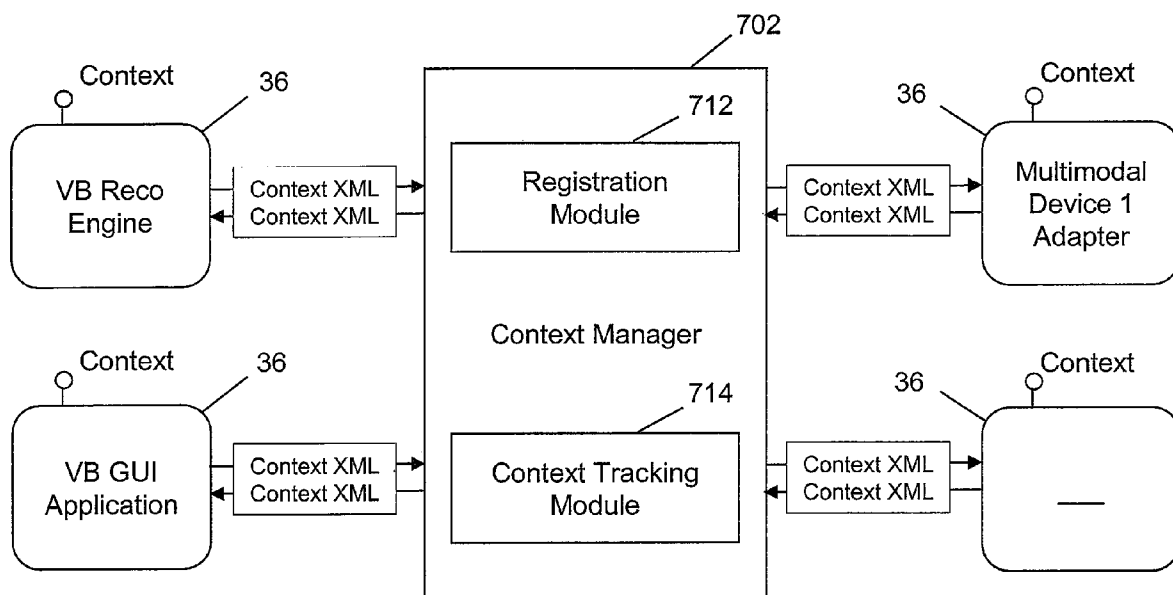 702
Context
36
VB Reco
Engine
Context XML
Context XML
712
Registration
Module
Context XML
Context XML
Context
36
Multimodal
Device 1
Adapter
Context Manager
Context
36
VB GUI
Application
Context XML
Context XML
714
Context Tracking
Module
Context XML
Context XML
Context
36